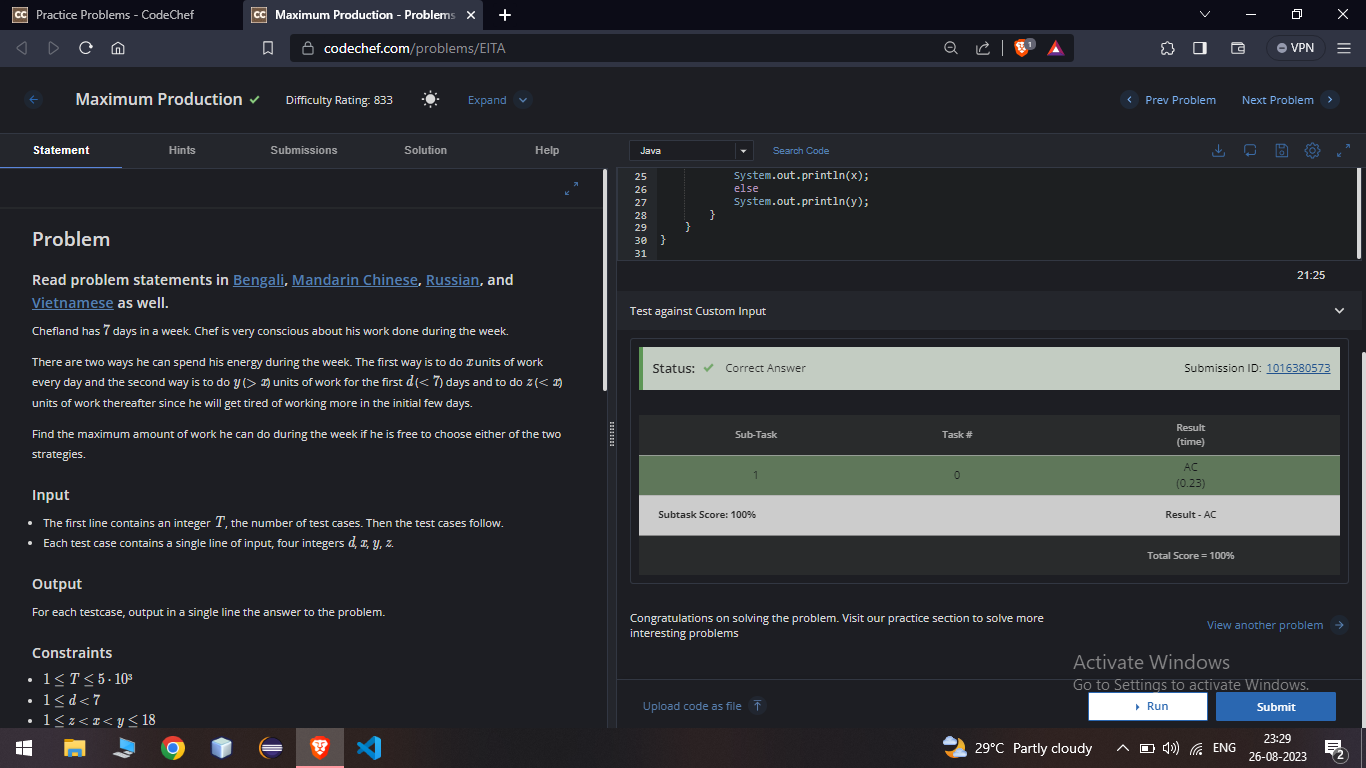 Practice Problems - CodeChef
Maximum Production - Problems
codechef.com/problems/EITA
1
VPN
Maximum Production
Difficulty Rating: 833
Expand
Prev Problem
Next Problem
Statement
Hints
Submissions
Solution
Help
Java
Search Code
Problem
Read problem statements in Bengali, Mandarin Chinese, Russian, and
Vietnamese as well.
Chefland has 7 days in a week. Chef is very conscious about his work done during the week.
There are two ways he can spend his energy during the week. The first way is to do x units of work
every day and the second way is to do y (> x) units of work for the first d (< 7) days and to do z (< x)
units of work thereafter since he will get tired of working more in the initial few days.
Find the maximum amount of work he can do during the week if he is free to choose either of the two
strategies.
Input
• The first line contains an integer T, the number of test cases. Then the test cases follow.
• Each test case contains a single line of input, four integers d, x, y, z.
Output
For each testcase, output in a single line the answer to the problem.
Constraints
• 1 ≤ T ≤ 5 · 10³
• 1 ≤ d < 7
• 1 ≤ z < x < y ≤ 18
25 System.out.println(x);
26 else
27 System.out.println(y);
28 }
29 }
30 }
31
21:25
Test against Custom Input
Status: ✓ Correct Answer
Submission ID: 1016380573
Sub-Task
Task #
Result
(time)
1
0
AC
(0.23)
Subtask Score: 100%
Result - AC
Total Score = 100%
Congratulations on solving the problem. Visit our practice section to solve more
interesting problems
View another problem
Activate Windows
Go to Settings to activate Windows.
Upload code as file
Run
Submit
29°C Partly cloudy
ENG
23:29
26-08-2023
2